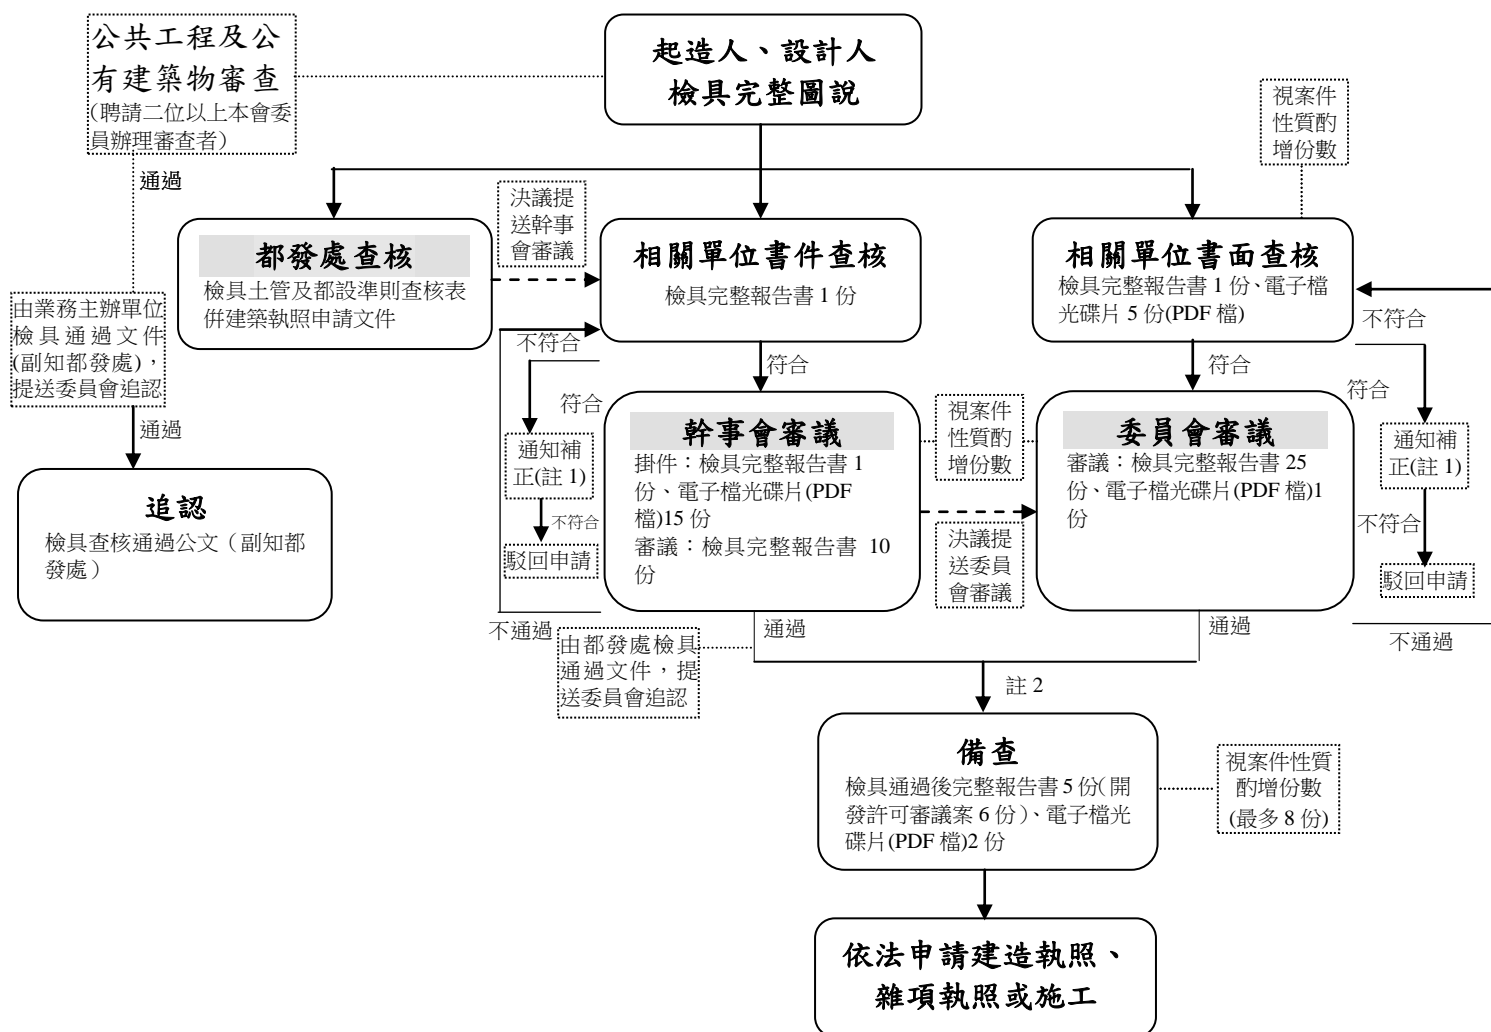 公共工程及公
有建築物審查
(聘請二位以上本會委
員辦理審查者)
起造人、設計人
檢具完整圖說
視案件
性質酌
增份數
通過
決議提
送幹事
會審議
都發處查核
檢具土管及都設準則查核表
併建築執照申請文件
相關單位書件查核
檢具完整報告書 1 份
相關單位書面查核
檢具完整報告書 1 份、電子檔
光碟片 5 份(PDF 檔)
由業務主辦單位
檢具通過文件
(副知都發處)，
提送委員會追認
不符合
符合
符合
不符合
符合
符合
通過
通知補
正(註 1)
不符合
駁回申請
幹事會審議
掛件：檢具完整報告書 1
份、電子檔光碟片(PDF
檔)15 份
審議：檢具完整報告書 10
份
視案件
性質酌
增份數
決議提
送委員
會審議
委員會審議
審議：檢具完整報告書 25
份、電子檔光碟片(PDF 檔)1
份
通知補
正(註 1)
不符合
駁回申請
追認
檢具查核通過公文（副知都
發處）
不通過
通過
通過
不通過
由都發處檢具
通過文件，提
送委員會追認
註 2
備查
檢具通過後完整報告書 5 份(開
發許可審議案 6 份)、電子檔光
碟片(PDF 檔)2 份
視案件性質
酌增份數
(最多 8 份)
依法申請建造執照、
雜項執照或施工